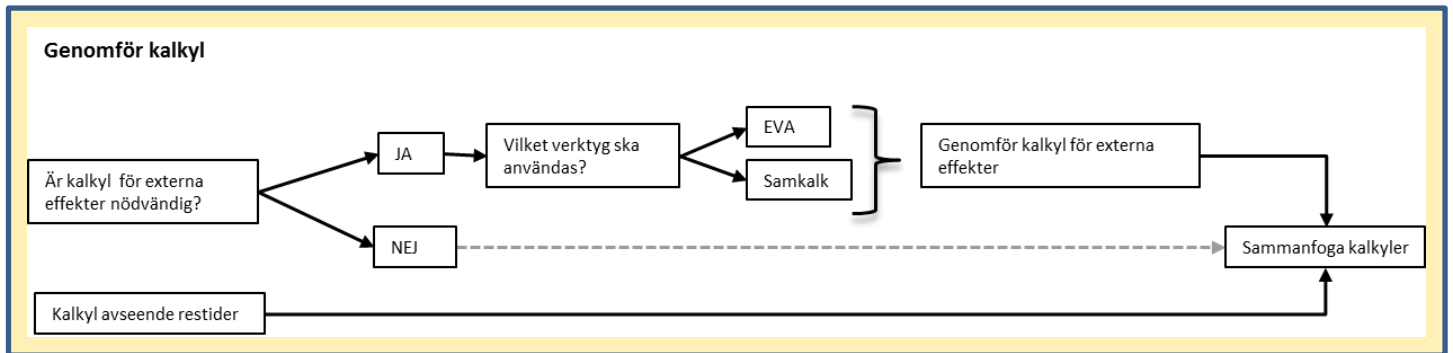 Genomför kalkyl
Är kalkyl för externa
effekter nödvändig?
JA
NEJ
Vilket verktyg ska
användas?
EVA
Samkalk
Genomför kalkyl för externa
effekter
Sammanfoga kalkyler
Kalkyl avseende restider